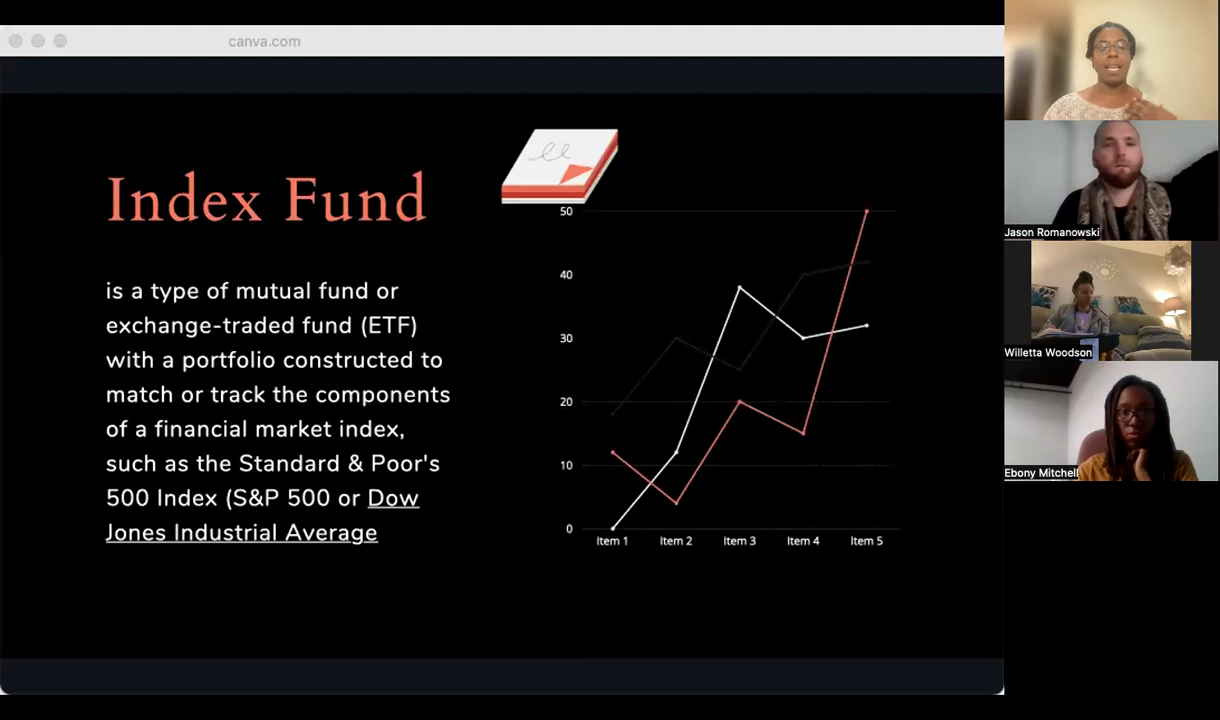 canva.com
Index Fund
is a type of mutual fund or
exchange-traded fund (ETF)
with a portfolio constructed to
match or track the components
of a financial market index,
such as the Standard & Poor's
500 Index (S&P 500 or Dow
Jones Industrial Average
50
40
30
20
10
0
Item 1 Item 2 Item 3 Item 4 Item 5
Jason Romanowski
Willetta Woodson
Ebony Mitchell